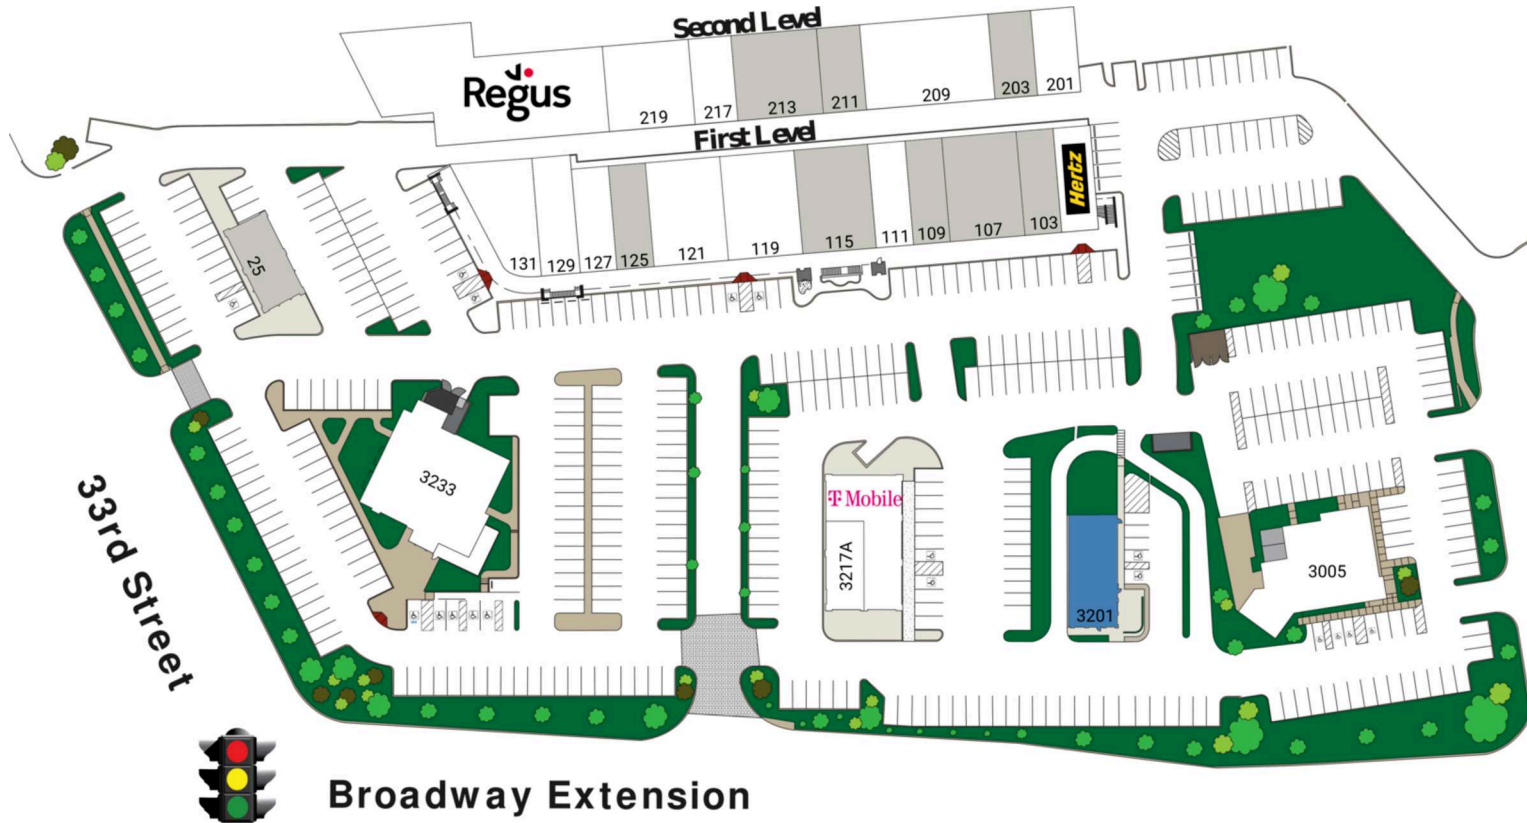 Second Level
Regus
219
217
213
211
209
203
201
First Level
131
129
127
125
121
119
115
111
109
107
103
Hertz
25
3233
T Mobile
3217A
3201
3005
33rd Street
Broadway Extension